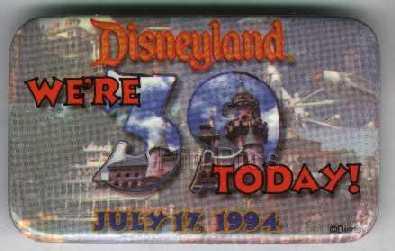 Disneyland
WE'RE
39
TODAY!
JULY 17, 1994
©Disney